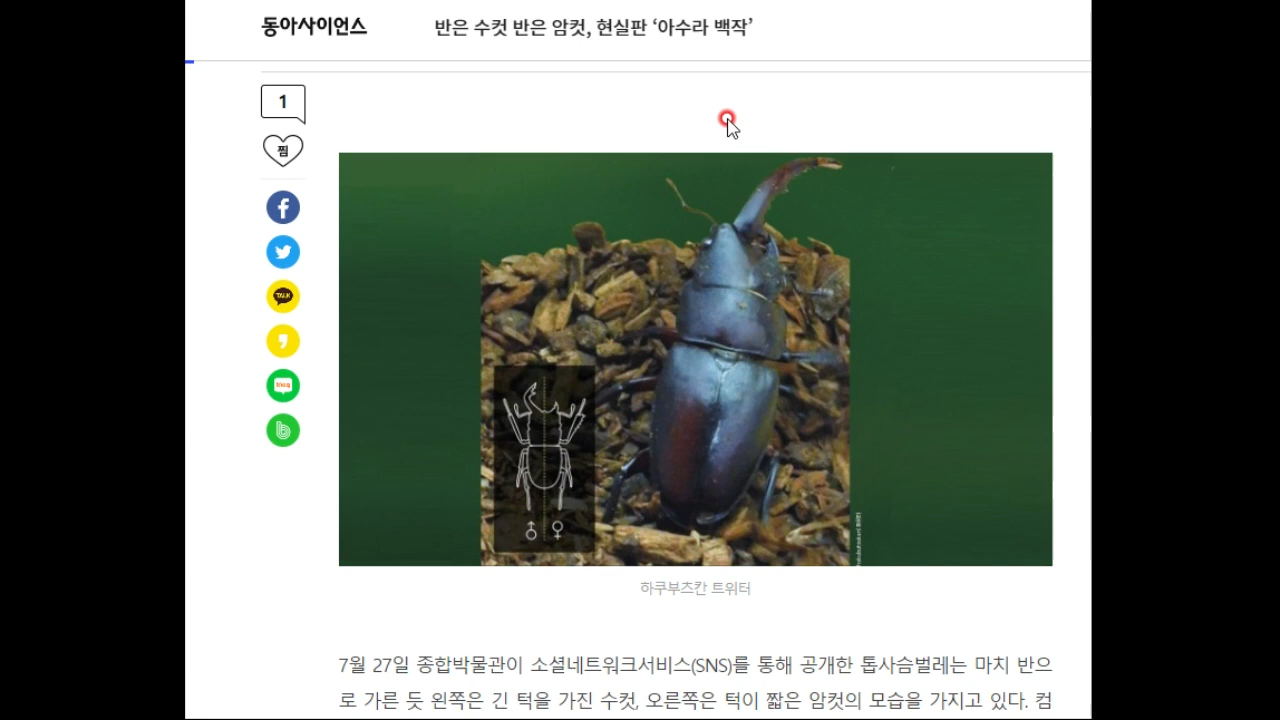 동아사이언스
반은 수컷 반은 암컷, 현실판 ‘아수라 백작’
1
찜
TALK
하쿠부츠칸 트위터
7월 27일 종합박물관이 소셜네트워크서비스(SNS)를 통해 공개한 톱사슴벌레는 마치 반으
로 가른 듯 왼쪽은 긴 턱을 가진 수컷, 오른쪽은 턱이 짧은 암컷의 모습을 가지고 있다. 컴